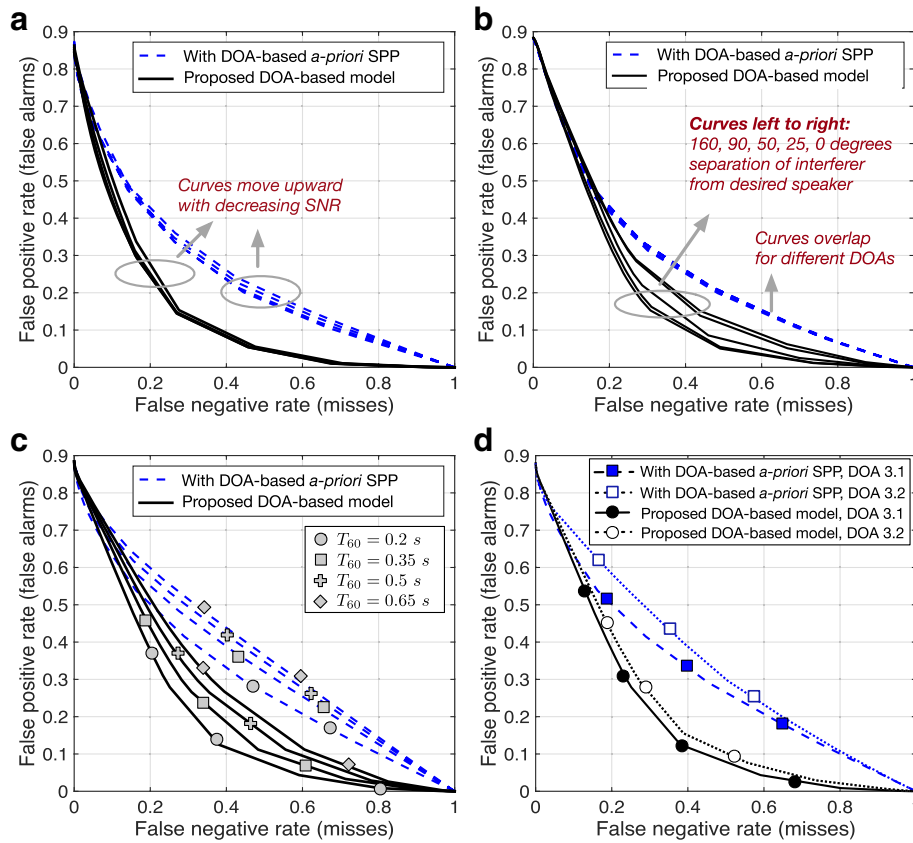 a
0.9
0.8
0.7
0.6
0.5
0.4
0.3
0.2
0.1
0
0 0.2 0.4 0.6 0.8 1
False positive rate (false alarms)
False negative rate (misses)
With DOA-based a-priori SPP
Proposed DOA-based model
Curves move upward
with decreasing SNR
b
0.9
0.8
0.7
0.6
0.5
0.4
0.3
0.2
0.1
0
0 0.2 0.4 0.6 0.8 1
False positive rate (false alarms)
False negative rate (misses)
With DOA-based a-priori SPP
Proposed DOA-based model
Curves left to right:
160, 90, 50, 25, 0 degrees
separation of interferer
from desired speaker
Curves overlap
for different DOAs
c
0.9
0.8
0.7
0.6
0.5
0.4
0.3
0.2
0.1
0
0 0.2 0.4 0.6 0.8 1
False positive rate (false alarms)
False negative rate (misses)
With DOA-based a-priori SPP
Proposed DOA-based model
T60 = 0.2 s
T60 = 0.35 s
T60 = 0.5 s
T60 = 0.65 s
d
0.9
0.8
0.7
0.6
0.5
0.4
0.3
0.2
0.1
0
0 0.2 0.4 0.6 0.8 1
False positive rate (false alarms)
False negative rate (misses)
With DOA-based a-priori SPP, DOA 3.1
With DOA-based a-priori SPP, DOA 3.2
Proposed DOA-based model, DOA 3.1
Proposed DOA-based model, DOA 3.2